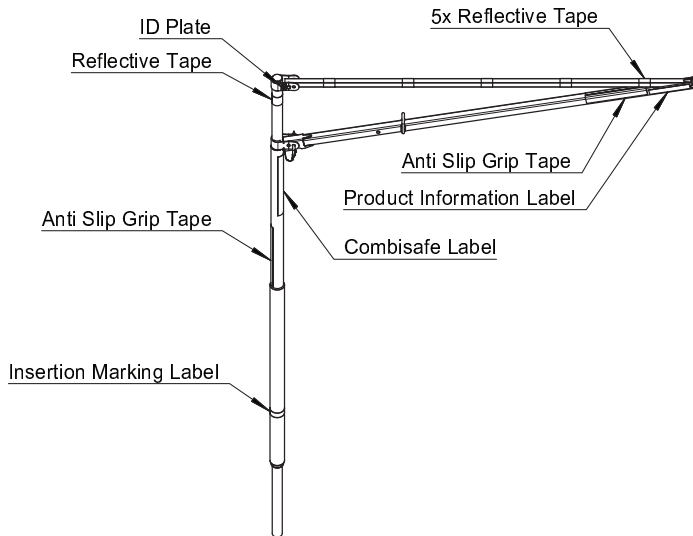 5x Reflective Tape
ID Plate
Reflective Tape
Anti Slip Grip Tape
Product Information Label
Anti Slip Grip Tape
Combisafe Label
Insertion Marking Label